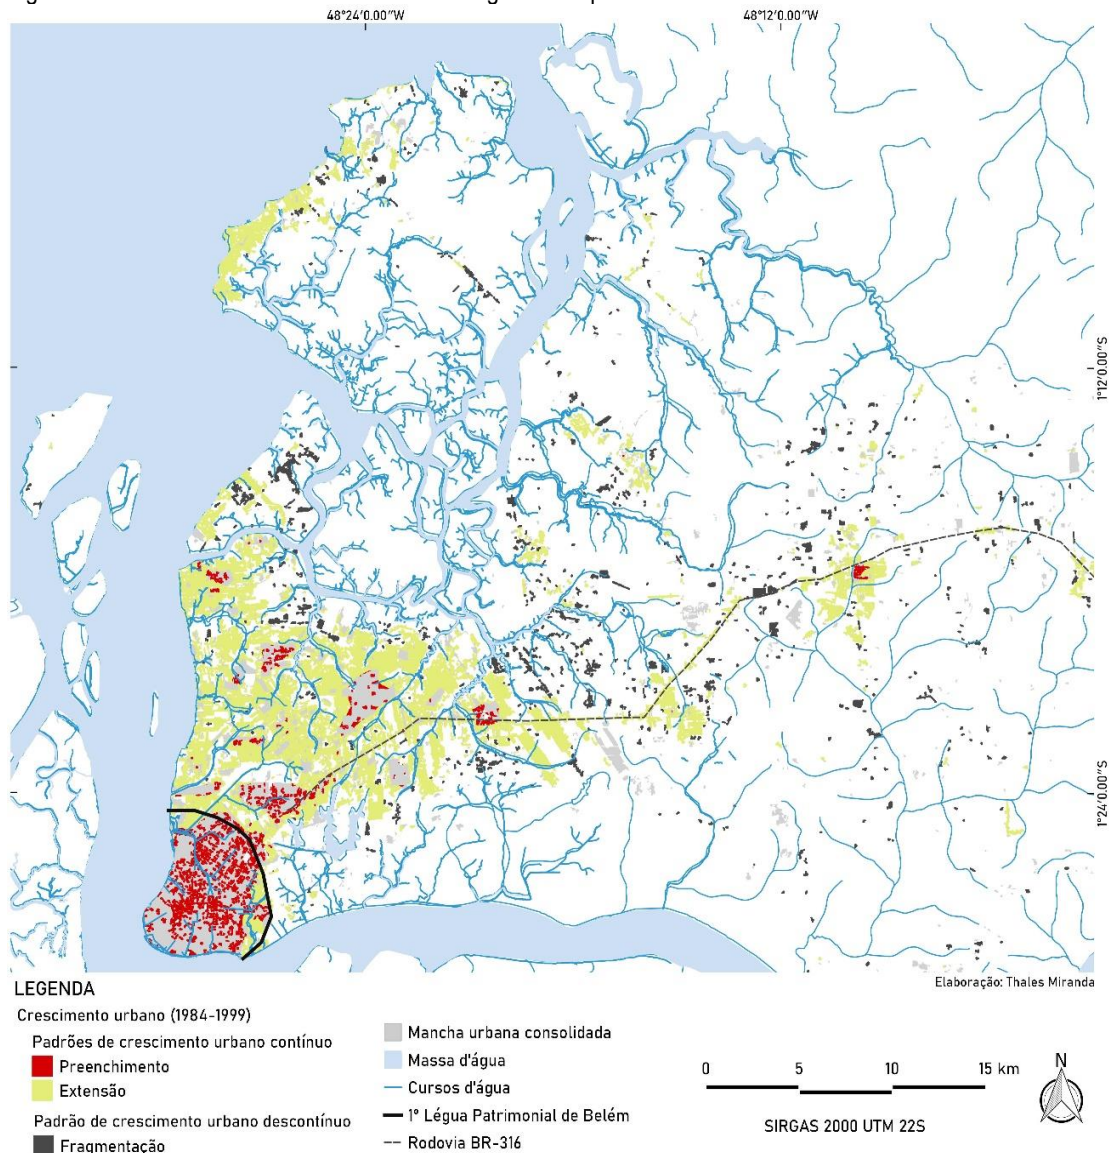 48°24'0.00"W
48°12'0.00"W
1°12'0.00"S
1°24'0.00"S
Elaboração: Thales Miranda
LEGENDA
Crescimento urbano (1984-1999)
Padrões de crescimento urbano contínuo
Preenchimento
Extensão
Padrão de crescimento urbano descontínuo
Fragmentação
Mancha urbana consolidada
Massa d'água
Cursos d'água
1º Légua Patrimonial de Belém
Rodovia BR-316
0 5 10 15 km
SIRGAS 2000 UTM 22S
N